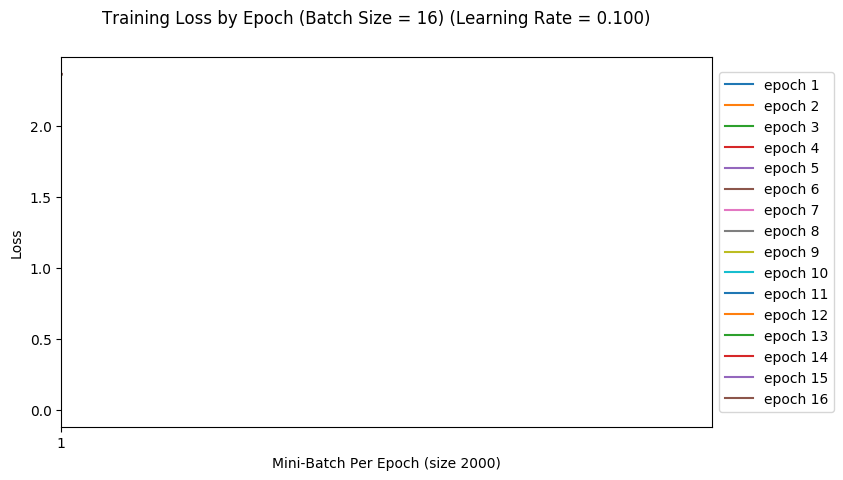 Training Loss by Epoch (Batch Size = 16) (Learning Rate = 0.100)
2.0
1.5
1.0
0.5
0.0
Loss
1
Mini-Batch Per Epoch (size 2000)
epoch 1
epoch 2
epoch 3
epoch 4
epoch 5
epoch 6
epoch 7
epoch 8
epoch 9
epoch 10
epoch 11
epoch 12
epoch 13
epoch 14
epoch 15
epoch 16